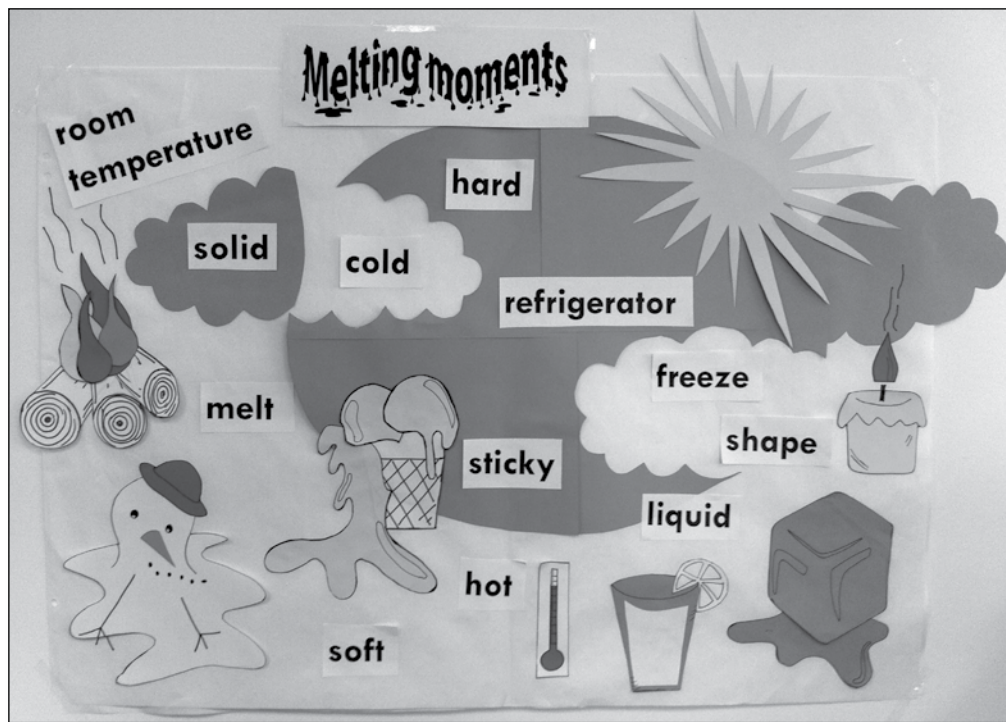 Melting moments
room
temperature
hard
solid
cold
refrigerator
freeze
melt
shape
sticky
liquid
hot
soft